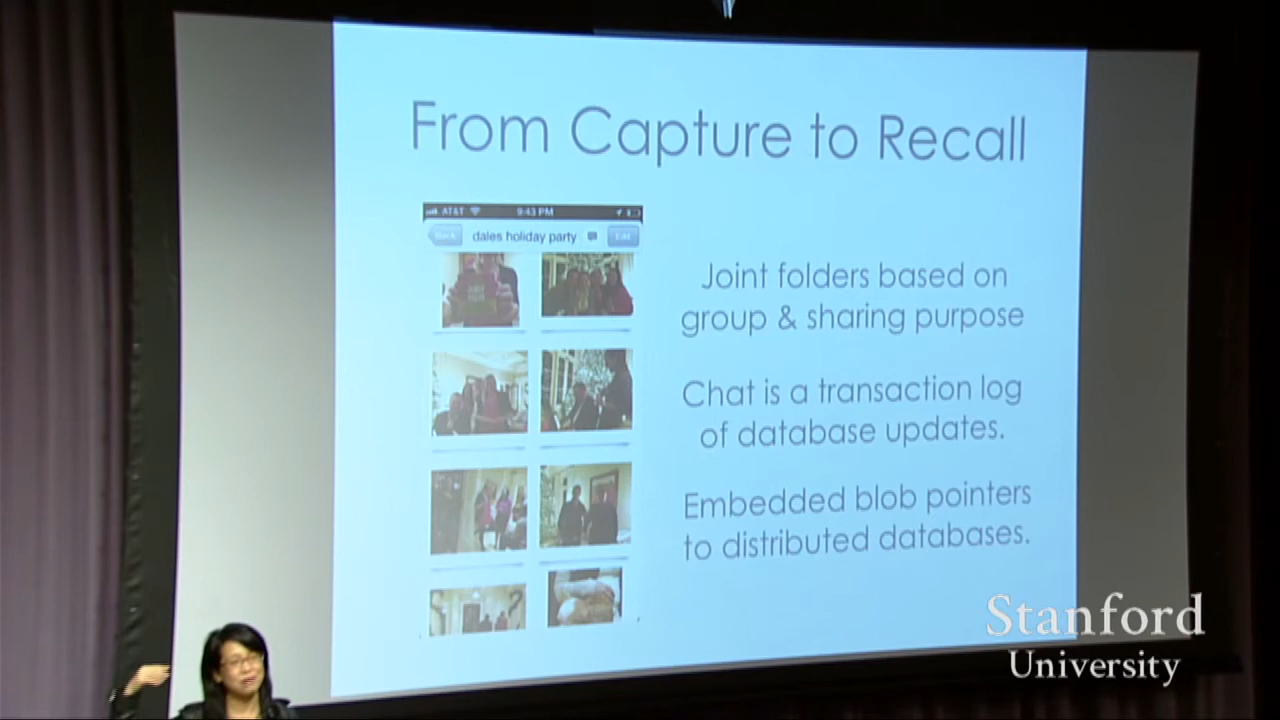 From Capture to Recall
AT&T 9:43 PM
Back dales holiday party Edit
Joint folders based on
group & sharing purpose
Chat is a transaction log
of database updates.
Embedded blob pointers
to distributed databases.
Stanford
University